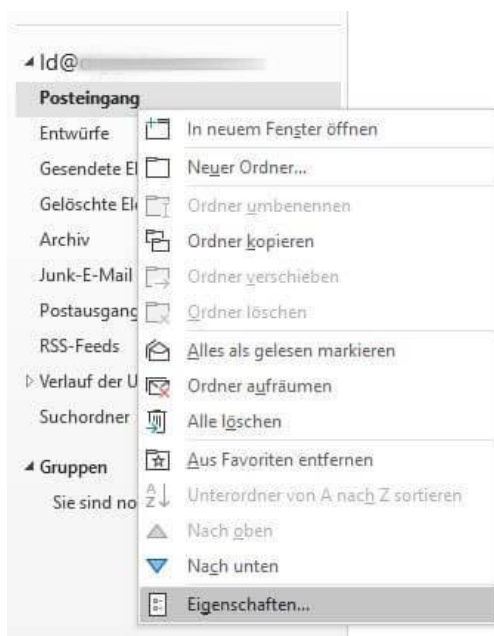 Id@
Posteingang
Entwürfe
Gesendete El
Gelöschte Ele
Archiv
Junk-E-Mail
Postausgang
RSS-Feeds
Verlauf der U
Suchordner
Gruppen
Sie sind no
In neuem Fenster öffnen
Neuer Ordner...
Ordner umbenennen
Ordner kopieren
Ordner verschieben
Ordner löschen
Alles als gelesen markieren
Ordner aufräumen
Alle löschen
Aus Favoriten entfernen
Unterordner von A nach Z sortieren
Nach oben
Nach unten
Eigenschaften...